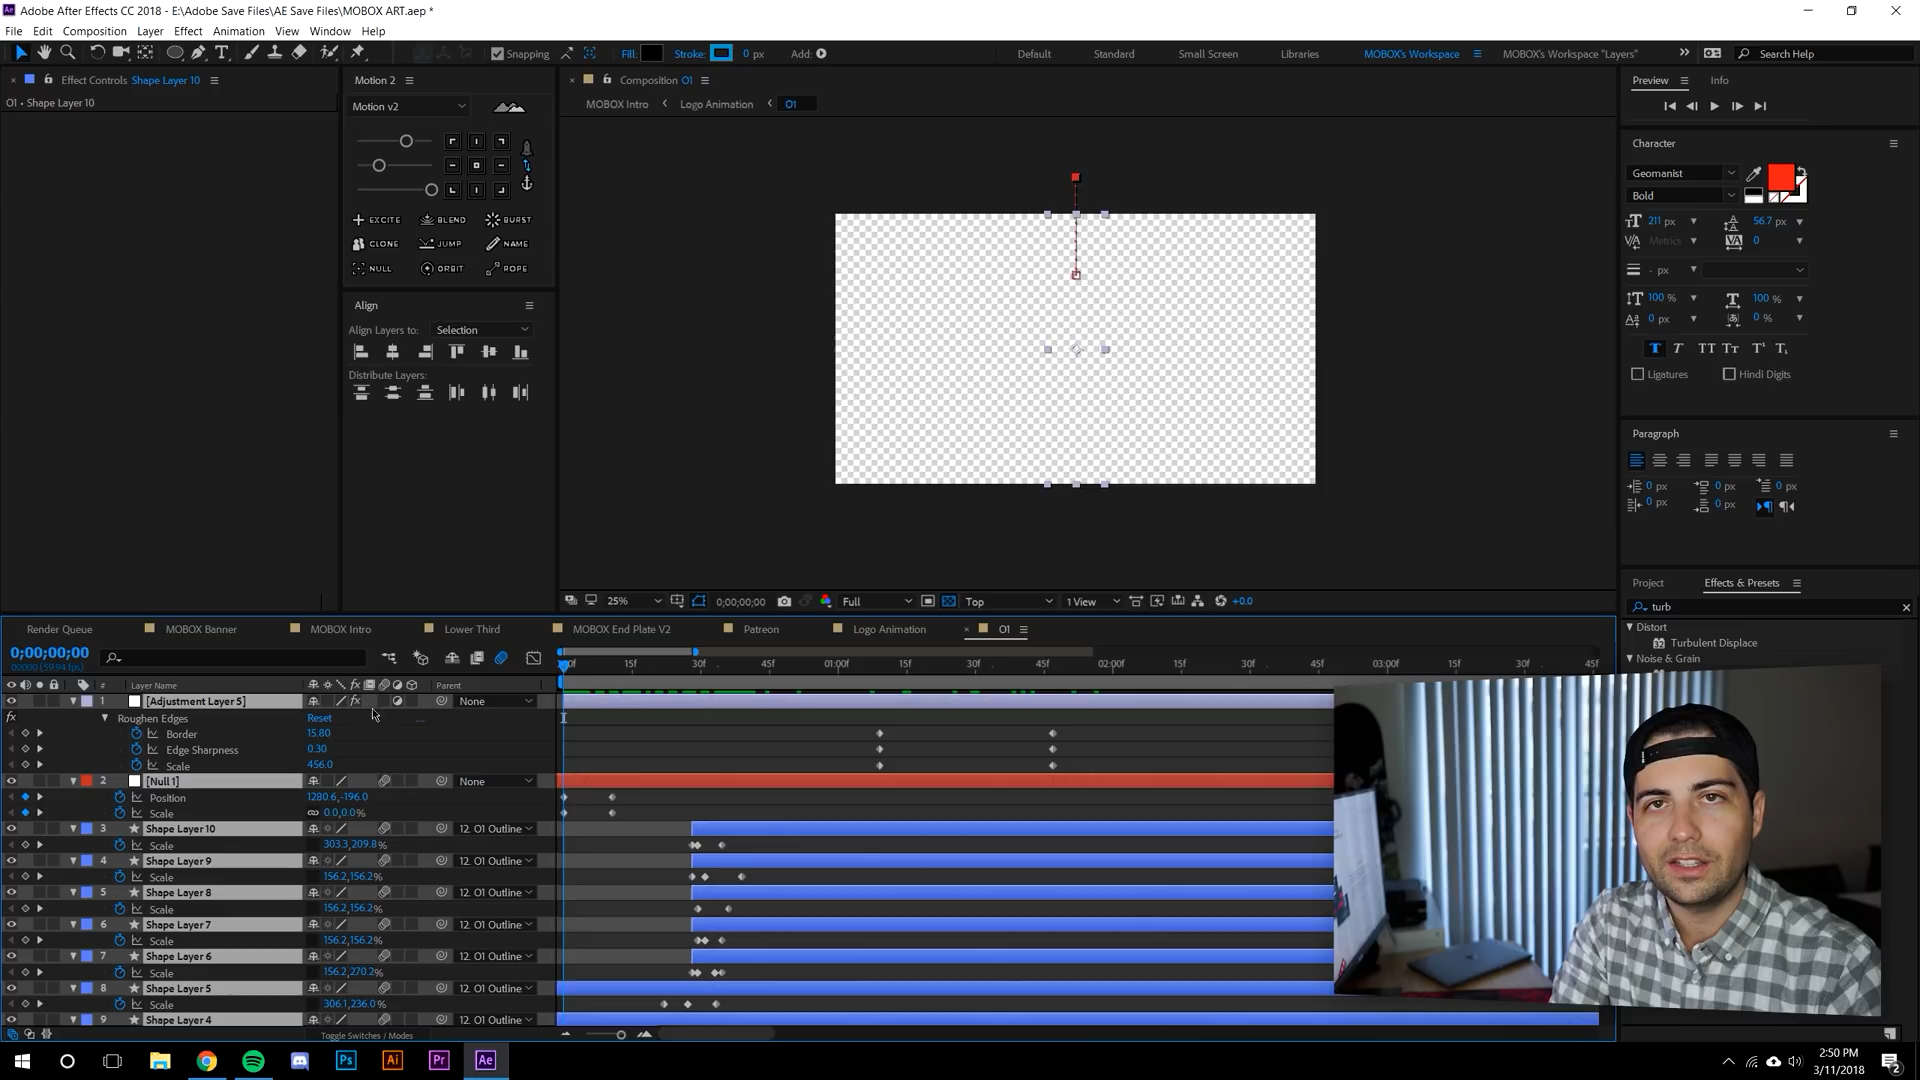 Adobe After Effects CC 2018 - E:\Adobe Save Files\AE Save Files\MOBOX ART.aep *
File Edit Composition Layer Effect Animation View Window Help
Snapping Fill: Stroke: 0 px Add: Default Standard Small Screen Libraries MOBOX's Workspace MOBOX's Workspace "Layers" Search Help
Effect Controls Shape Layer 10
O1 • Shape Layer 10
Motion 2
Motion v2
EXCITE BLEND BURST
CLONE JUMP NAME
NULL ORBIT ROPE
Align
Align Layers to: Selection
Distribute Layers:
Composition O1
MOBOX Intro Logo Animation O1
25% 0;00;00;00 Full Top 1 View +0.0
Preview Info
Character
Geomanist
Bold
211 px 56.7 px
Metrics 0
- px
100 % 100 %
0 px 0 %
T T TT Tт T¹ T₁
Ligatures Hindi Digits
Paragraph
0 px 0 px 0 px
0 px 0 px
Project Effects & Presets
turb
Distort
Turbulent Displace
Noise & Grain
Render Queue MOBOX Banner MOBOX Intro Lower Third MOBOX End Plate V2 Patreon Logo Animation O1
0;00;00;00
00000 (59.94 fps)
15f 30f 45f 01:00f 15f 30f 45f 02:00f 15f 30f 45f 03:00f 15f 30f 45f
# Layer Name Parent
1 [Adjustment Layer 5] None
Roughen Edges Reset
Border 15.80
Edge Sharpness 0.30
Scale 456.0
2 [Null 1] None
Position 1280.6,-196.0
Scale 0.0,0.0%
3 Shape Layer 10 12. O1 Outline
Scale 303.3,209.8%
4 Shape Layer 9 12. O1 Outline
Scale 156.2,156.2%
5 Shape Layer 8 12. O1 Outline
Scale 156.2,156.2%
6 Shape Layer 7 12. O1 Outline
Scale 156.2,156.2%
7 Shape Layer 6 12. O1 Outline
Scale 156.2,270.2%
8 Shape Layer 5 12. O1 Outline
Scale 306.1,236.0%
9 Shape Layer 4 12. O1 Outline
Toggle Switches / Modes
Ps Ai Pr Ae
2:50 PM
3/11/2018
2